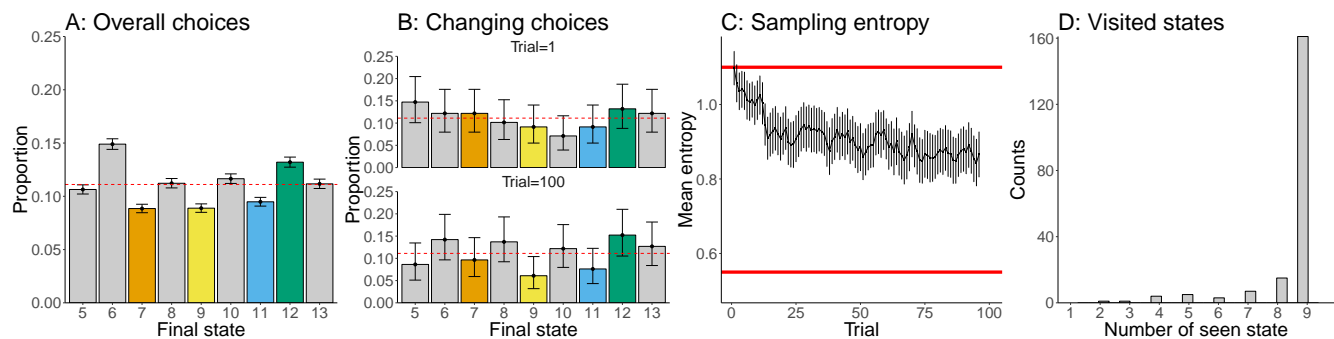 A: Overall choices
0.25
0.20
0.15
0.10
0.05
0.00
Proportion
5 6 7 8 9 10 11 12 13
Final state
B: Changing choices
Trial=1
0.25
0.20
0.15
0.10
0.05
0.00
Trial=100
0.25
0.20
0.15
0.10
0.05
0.00
Proportion
5 6 7 8 9 10 11 12 13
Final state
C: Sampling entropy
1.0
0.8
0.6
Mean entropy
0 25 50 75 100
Trial
D: Visited states
160
120
80
40
0
Counts
1 2 3 4 5 6 7 8 9
Number of seen state